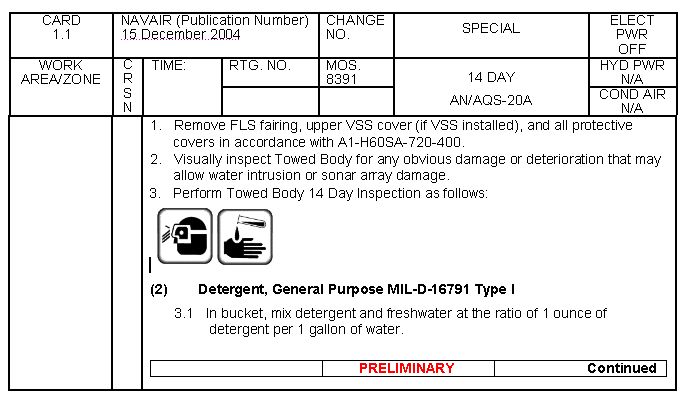 CARD
1.1
NAVAIR (Publication Number)
15 December 2004
CHANGE
NO.
SPECIAL
ELECT
PWR
OFF
WORK
AREA/ZONE
C
R
S
N
TIME:
RTG. NO.
MOS.
8391
14 DAY
AN/AQS-20A
HYD PWR
N/A
COND AIR
N/A
1. Remove FLS fairing, upper VSS cover (if VSS installed), and all protective
covers in accordance with A1-H60SA-720-400.
2. Visually inspect Towed Body for any obvious damage or deterioration that may
allow water intrusion or sonar array damage.
3. Perform Towed Body 14 Day Inspection as follows:
(2) Detergent, General Purpose MIL-D-16791 Type I
3.1 In bucket, mix detergent and freshwater at the ratio of 1 ounce of
detergent per 1 gallon of water.
PRELIMINARY
Continued